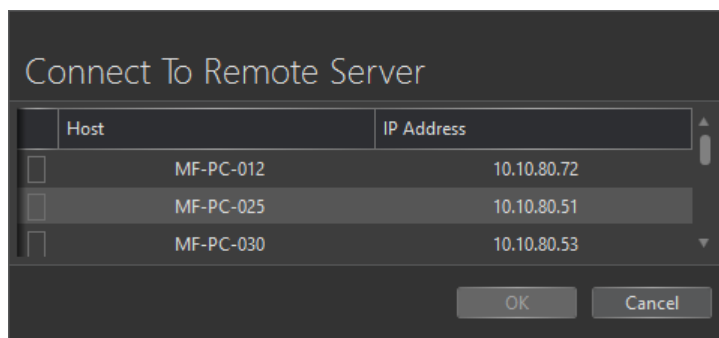 Connect To Remote Server
Host IP Address
MF-PC-012 10.10.80.72
MF-PC-025 10.10.80.51
MF-PC-030 10.10.80.53
OK Cancel